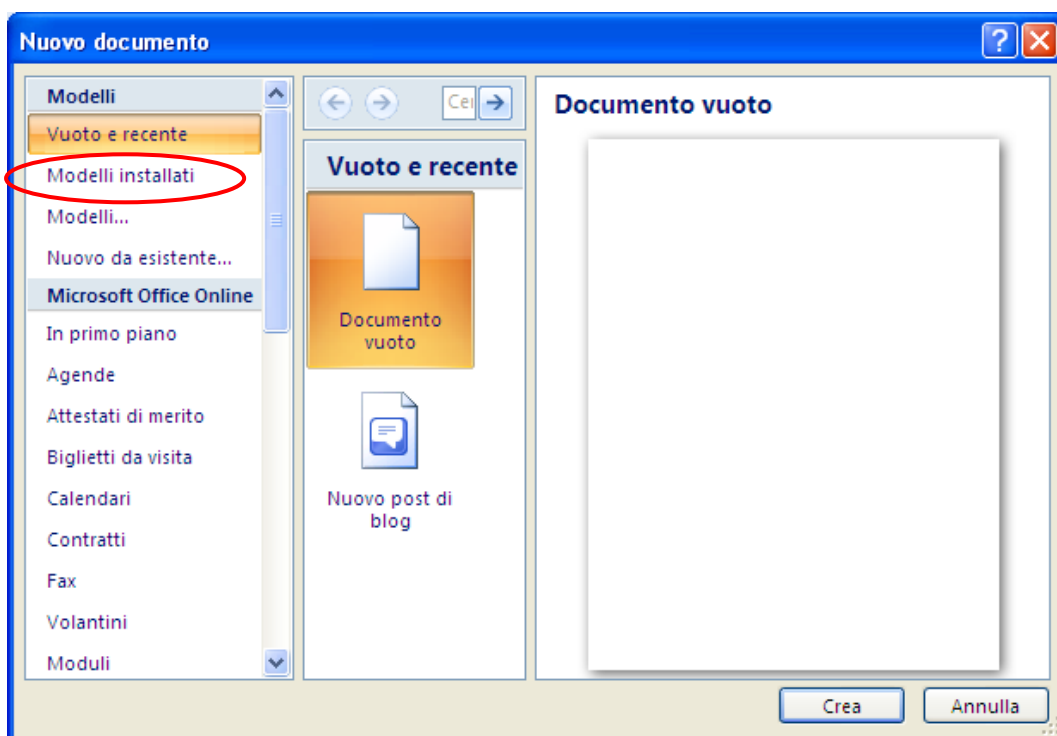 Nuovo documento
Modelli
Vuoto e recente
Modelli installati
Modelli...
Nuovo da esistente...
Microsoft Office Online
In primo piano
Agende
Attestati di merito
Biglietti da visita
Calendari
Contratti
Fax
Volantini
Moduli
Vuoto e recente
Documento
vuoto
Nuovo post di
blog
Documento vuoto
Crea
Annulla